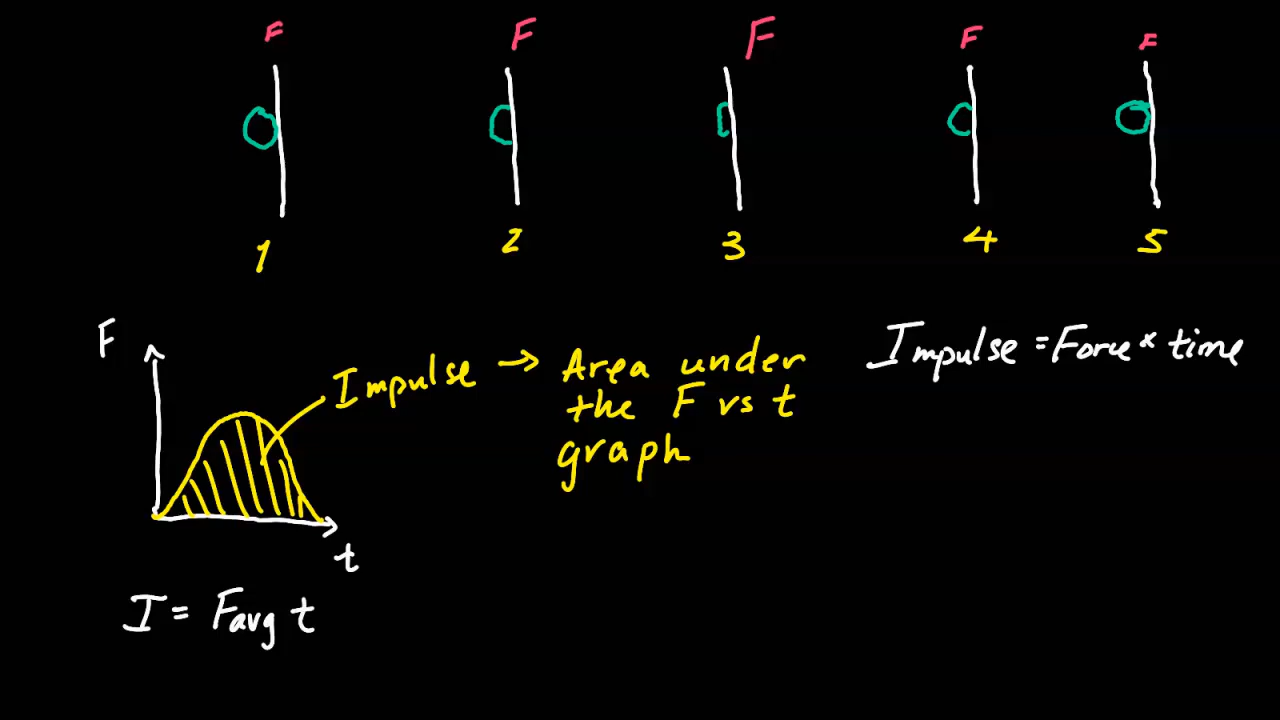 F F F F F
1 2 3 4 5
F
Impulse → Area under
the F vs t
graph
Impulse = Force × time
t
I = Favg t